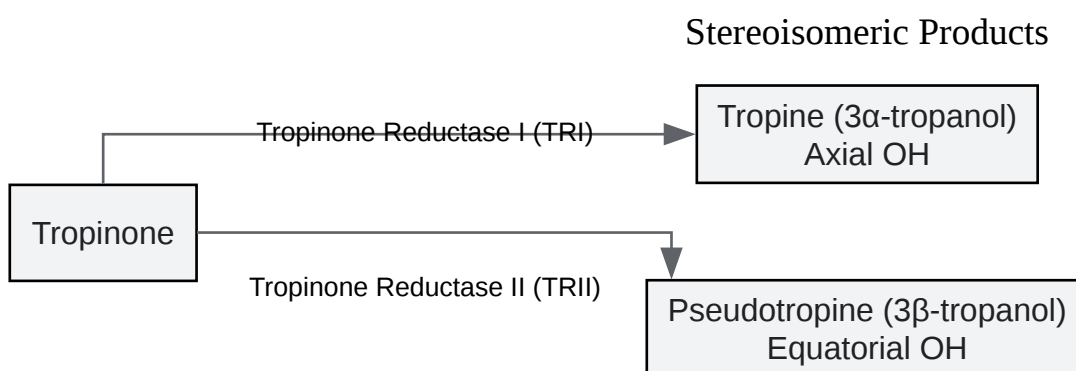 Stereoisomeric Products
Tropinone Reductase I (TRI)
Tropine (3α-tropanol)
Axial OH
Tropinone
Tropinone Reductase II (TRII)
Pseudotropine (3β-tropanol)
Equatorial OH